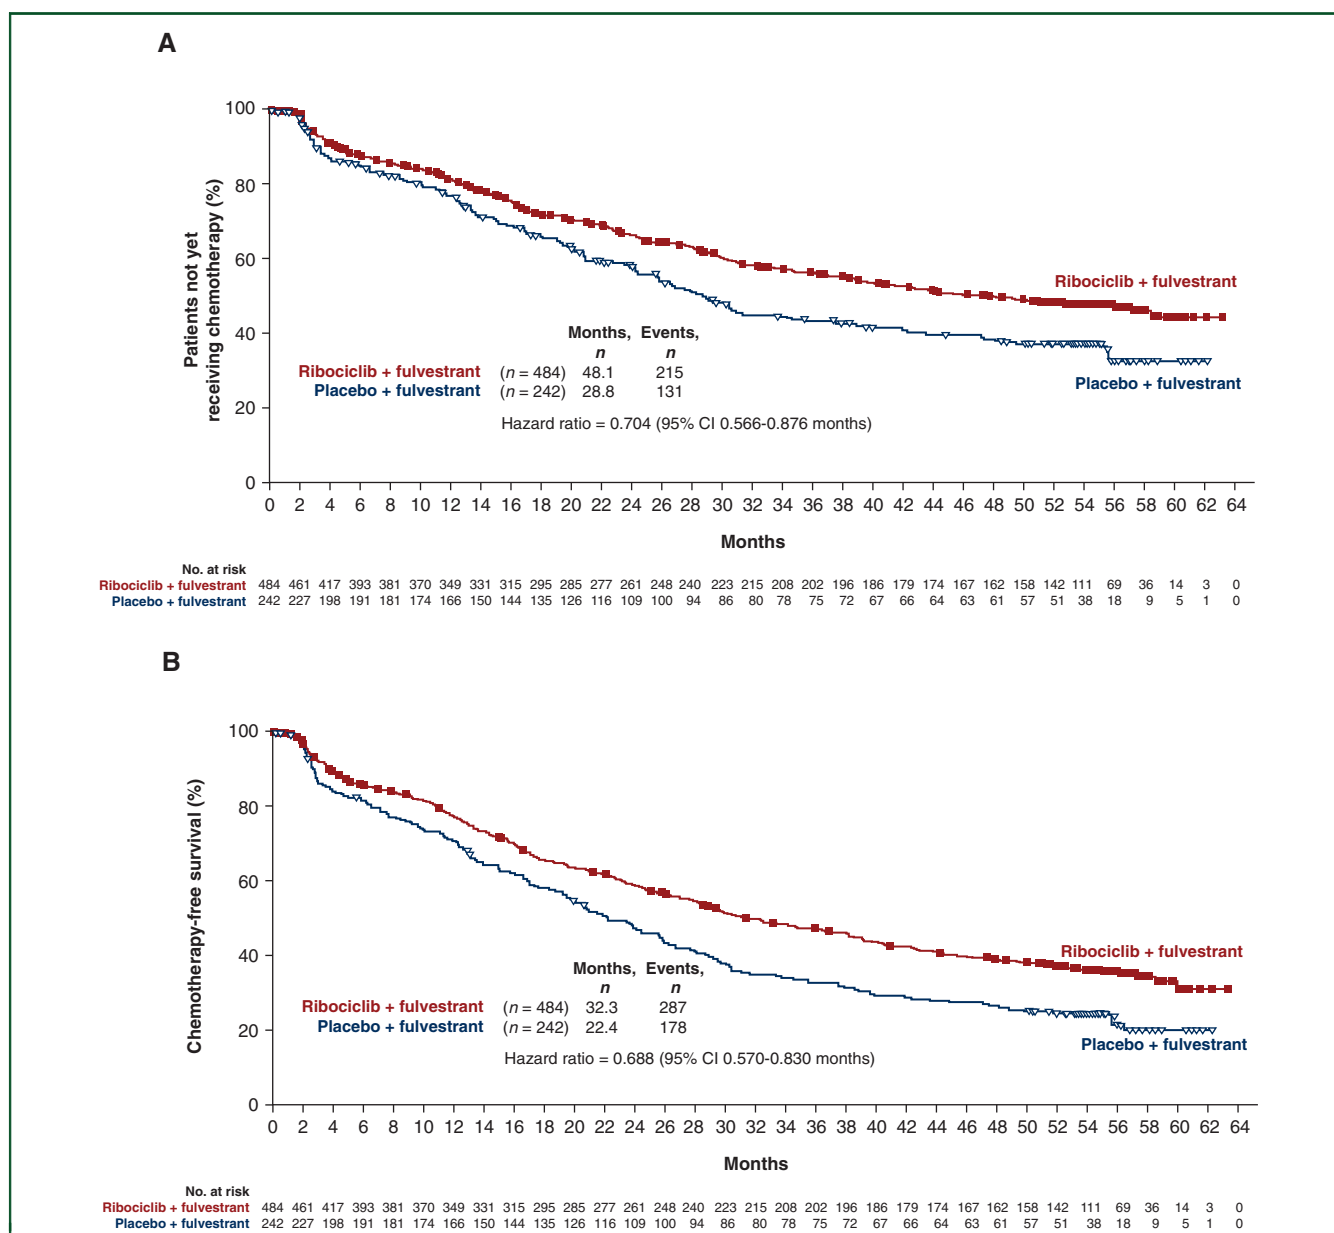 A
100
80
60
40
20
0
Patients not yet
receiving chemotherapy (%)
Ribociclib + fulvestrant
Placebo + fulvestrant
Months, Events,
n n
Ribociclib + fulvestrant (n = 484) 48.1 215
Placebo + fulvestrant (n = 242) 28.8 131
Hazard ratio = 0.704 (95% CI 0.566-0.876 months)
0 2 4 6 8 10 12 14 16 18 20 22 24 26 28 30 32 34 36 38 40 42 44 46 48 50 52 54 56 58 60 62 64
Months
No. at risk
Ribociclib + fulvestrant 484 461 417 393 381 370 349 331 315 295 285 277 261 248 240 223 215 208 202 196 186 179 174 167 162 158 142 111 69 36 14 3 0
Placebo + fulvestrant 242 227 198 191 181 174 166 150 144 135 126 116 109 100 94 86 80 78 75 72 67 66 64 63 61 57 51 38 18 9 5 1 0
B
100
80
60
40
20
0
Chemotherapy-free survival (%)
Ribociclib + fulvestrant
Placebo + fulvestrant
Months, Events,
n n
Ribociclib + fulvestrant (n = 484) 32.3 287
Placebo + fulvestrant (n = 242) 22.4 178
Hazard ratio = 0.688 (95% CI 0.570-0.830 months)
0 2 4 6 8 10 12 14 16 18 20 22 24 26 28 30 32 34 36 38 40 42 44 46 48 50 52 54 56 58 60 62 64
Months
No. at risk
Ribociclib + fulvestrant 484 461 417 393 381 370 349 331 315 295 285 277 261 248 240 223 215 208 202 196 186 179 174 167 162 158 142 111 69 36 14 3 0
Placebo + fulvestrant 242 227 198 191 181 174 166 150 144 135 126 116 109 100 94 86 80 78 75 72 67 66 64 63 61 57 51 38 18 9 5 1 0